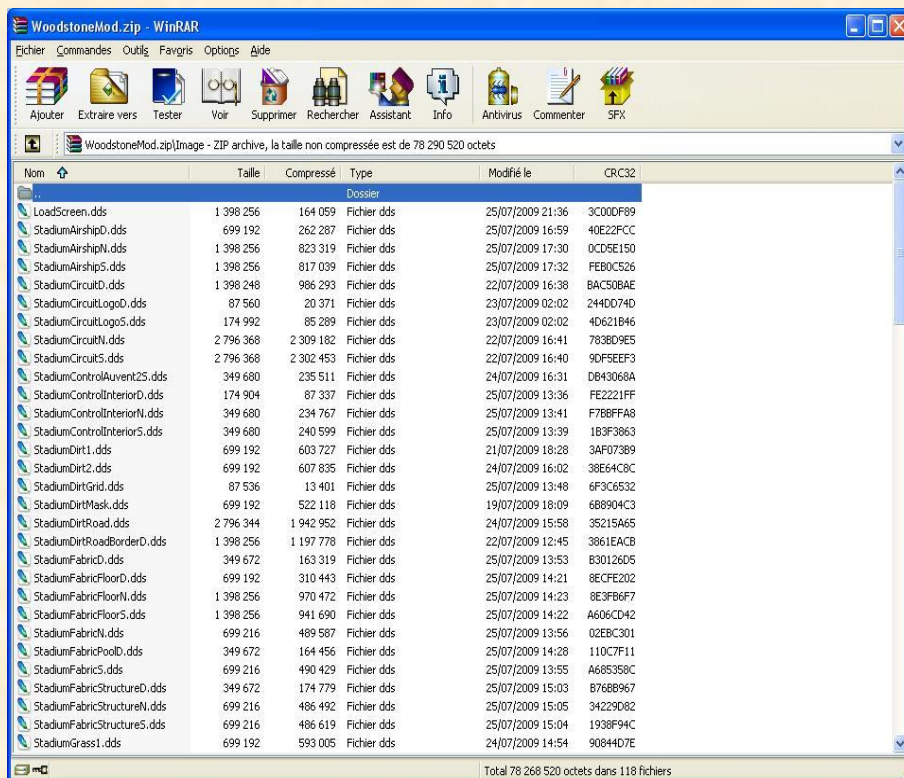 WoodstoneMod.zip - WinRAR
Fichier Commandes Outils Favoris Options Aide
Ajouter Extraire vers Tester Voir Supprimer Rechercher Assistant Info Antivirus Commenter SFX
WoodstoneMod.zip\Image - ZIP archive, la taille non compressée est de 78 290 520 octets
Nom Taille Compressé Type Modifié le CRC32
.. Dossier
LoadScreen.dds 1 398 256 164 059 Fichier dds 25/07/2009 21:36 3C00DF89
StadiumAirshipD.dds 699 192 262 287 Fichier dds 25/07/2009 16:59 40E22FCC
StadiumAirshipN.dds 1 398 256 823 319 Fichier dds 25/07/2009 17:30 0CD5E150
StadiumAirshipS.dds 1 398 256 817 039 Fichier dds 25/07/2009 17:32 FEB0C526
StadiumCircuitD.dds 1 398 248 986 293 Fichier dds 22/07/2009 16:38 BAC50BAE
StadiumCircuitLogoD.dds 87 560 20 371 Fichier dds 23/07/2009 02:02 244DD74D
StadiumCircuitLogoS.dds 174 992 85 289 Fichier dds 23/07/2009 02:02 4D621B46
StadiumCircuitN.dds 2 796 368 2 309 182 Fichier dds 22/07/2009 16:41 783BD9E5
StadiumCircuitS.dds 2 796 368 2 302 453 Fichier dds 22/07/2009 16:40 9DF5EEF3
StadiumControlAuvent2S.dds 349 680 235 511 Fichier dds 24/07/2009 16:31 DB43068A
StadiumControlInteriorD.dds 174 904 87 337 Fichier dds 25/07/2009 13:36 FE2221FF
StadiumControlInteriorN.dds 349 680 234 767 Fichier dds 25/07/2009 13:41 F7BBFFA8
StadiumControlInteriorS.dds 349 680 240 599 Fichier dds 25/07/2009 13:39 1B3F3863
StadiumDirt1.dds 699 192 603 727 Fichier dds 21/07/2009 18:28 3AF073B9
StadiumDirt2.dds 699 192 607 835 Fichier dds 24/07/2009 16:02 38E64C8C
StadiumDirtGrid.dds 87 536 13 401 Fichier dds 25/07/2009 13:48 6F3C6532
StadiumDirtMask.dds 699 192 522 118 Fichier dds 19/07/2009 18:09 6B8904C3
StadiumDirtRoad.dds 2 796 344 1 942 952 Fichier dds 24/07/2009 15:58 35215A65
StadiumDirtRoadBorderD.dds 1 398 256 1 197 778 Fichier dds 22/07/2009 12:45 3861EACB
StadiumFabricD.dds 349 672 163 319 Fichier dds 25/07/2009 13:53 B30126D5
StadiumFabricFloorD.dds 699 192 310 443 Fichier dds 25/07/2009 14:21 8ECFE202
StadiumFabricFloorN.dds 1 398 256 970 472 Fichier dds 25/07/2009 14:23 8E3FB6F7
StadiumFabricFloorS.dds 1 398 256 941 690 Fichier dds 25/07/2009 14:22 A606CD42
StadiumFabricN.dds 699 216 489 587 Fichier dds 25/07/2009 13:56 02EBC301
StadiumFabricPoolD.dds 349 672 164 456 Fichier dds 25/07/2009 14:28 110C7F11
StadiumFabricS.dds 699 216 490 429 Fichier dds 25/07/2009 13:55 A685358C
StadiumFabricStructureD.dds 349 672 174 779 Fichier dds 25/07/2009 15:03 B76BB967
StadiumFabricStructureN.dds 699 216 486 492 Fichier dds 25/07/2009 15:05 34229D82
StadiumFabricStructureS.dds 699 216 486 619 Fichier dds 25/07/2009 15:04 1938F94C
StadiumGrass1.dds 699 192 593 005 Fichier dds 24/07/2009 14:54 90844D7E
Total 78 268 520 octets dans 118 fichiers